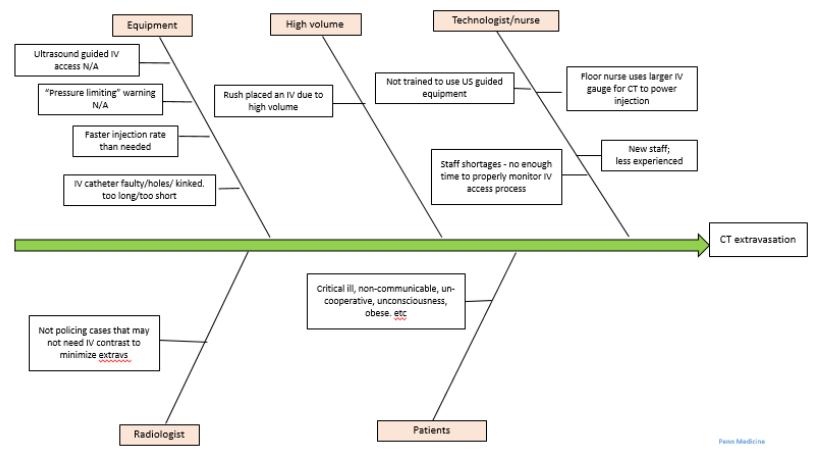 Equipment
High volume
Technologist/nurse
Ultrasound guided IV
access N/A
"Pressure limiting" warning
N/A
Faster injection rate
than needed
IV catheter faulty/holes/ kinked.
too long/too short
Rush placed an IV due to
high volume
Not trained to use US guided
equipment
Floor nurse uses larger IV
gauge for CT to power
injection
New staff;
less experienced
Staff shortages - no enough
time to properly monitor IV
access process
CT extravasation
Not policing cases that may
not need IV contrast to
minimize extravs
Critical ill, non-communicable, un-
cooperative, unconsciousness,
obese. etc
Radiologist
Patients
Penn Medicine